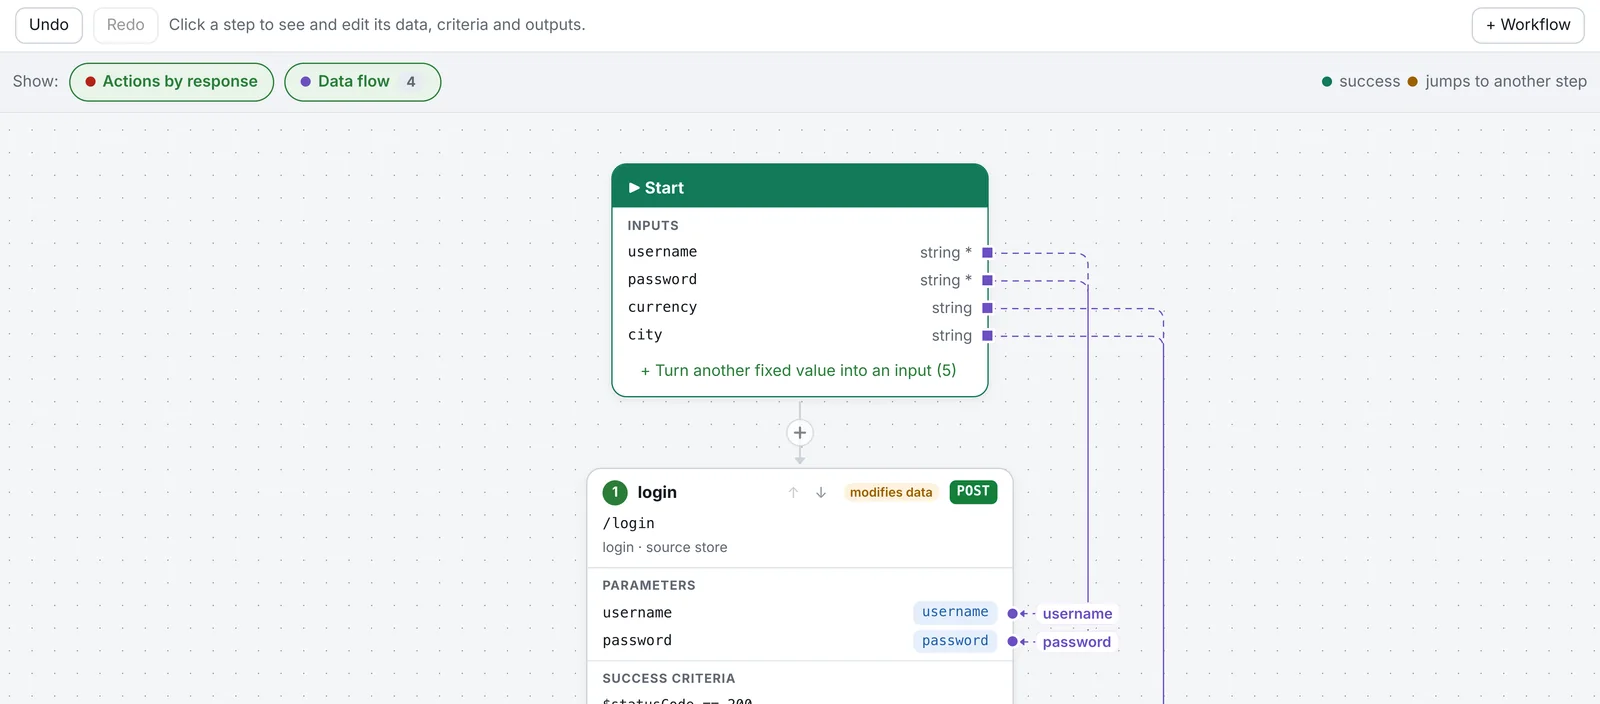 Undo Redo Click a step to see and edit its data, criteria and outputs. + Workflow
Show: Actions by response Data flow 4 success jumps to another step
Start
INPUTS
username string *
password string *
currency string
city string
+ Turn another fixed value into an input (5)
+
1 login ↑ ↓ modifies data POST
/login
login · source store
PARAMETERS
username username username
password password password
SUCCESS CRITERIA
$statusCode == 200